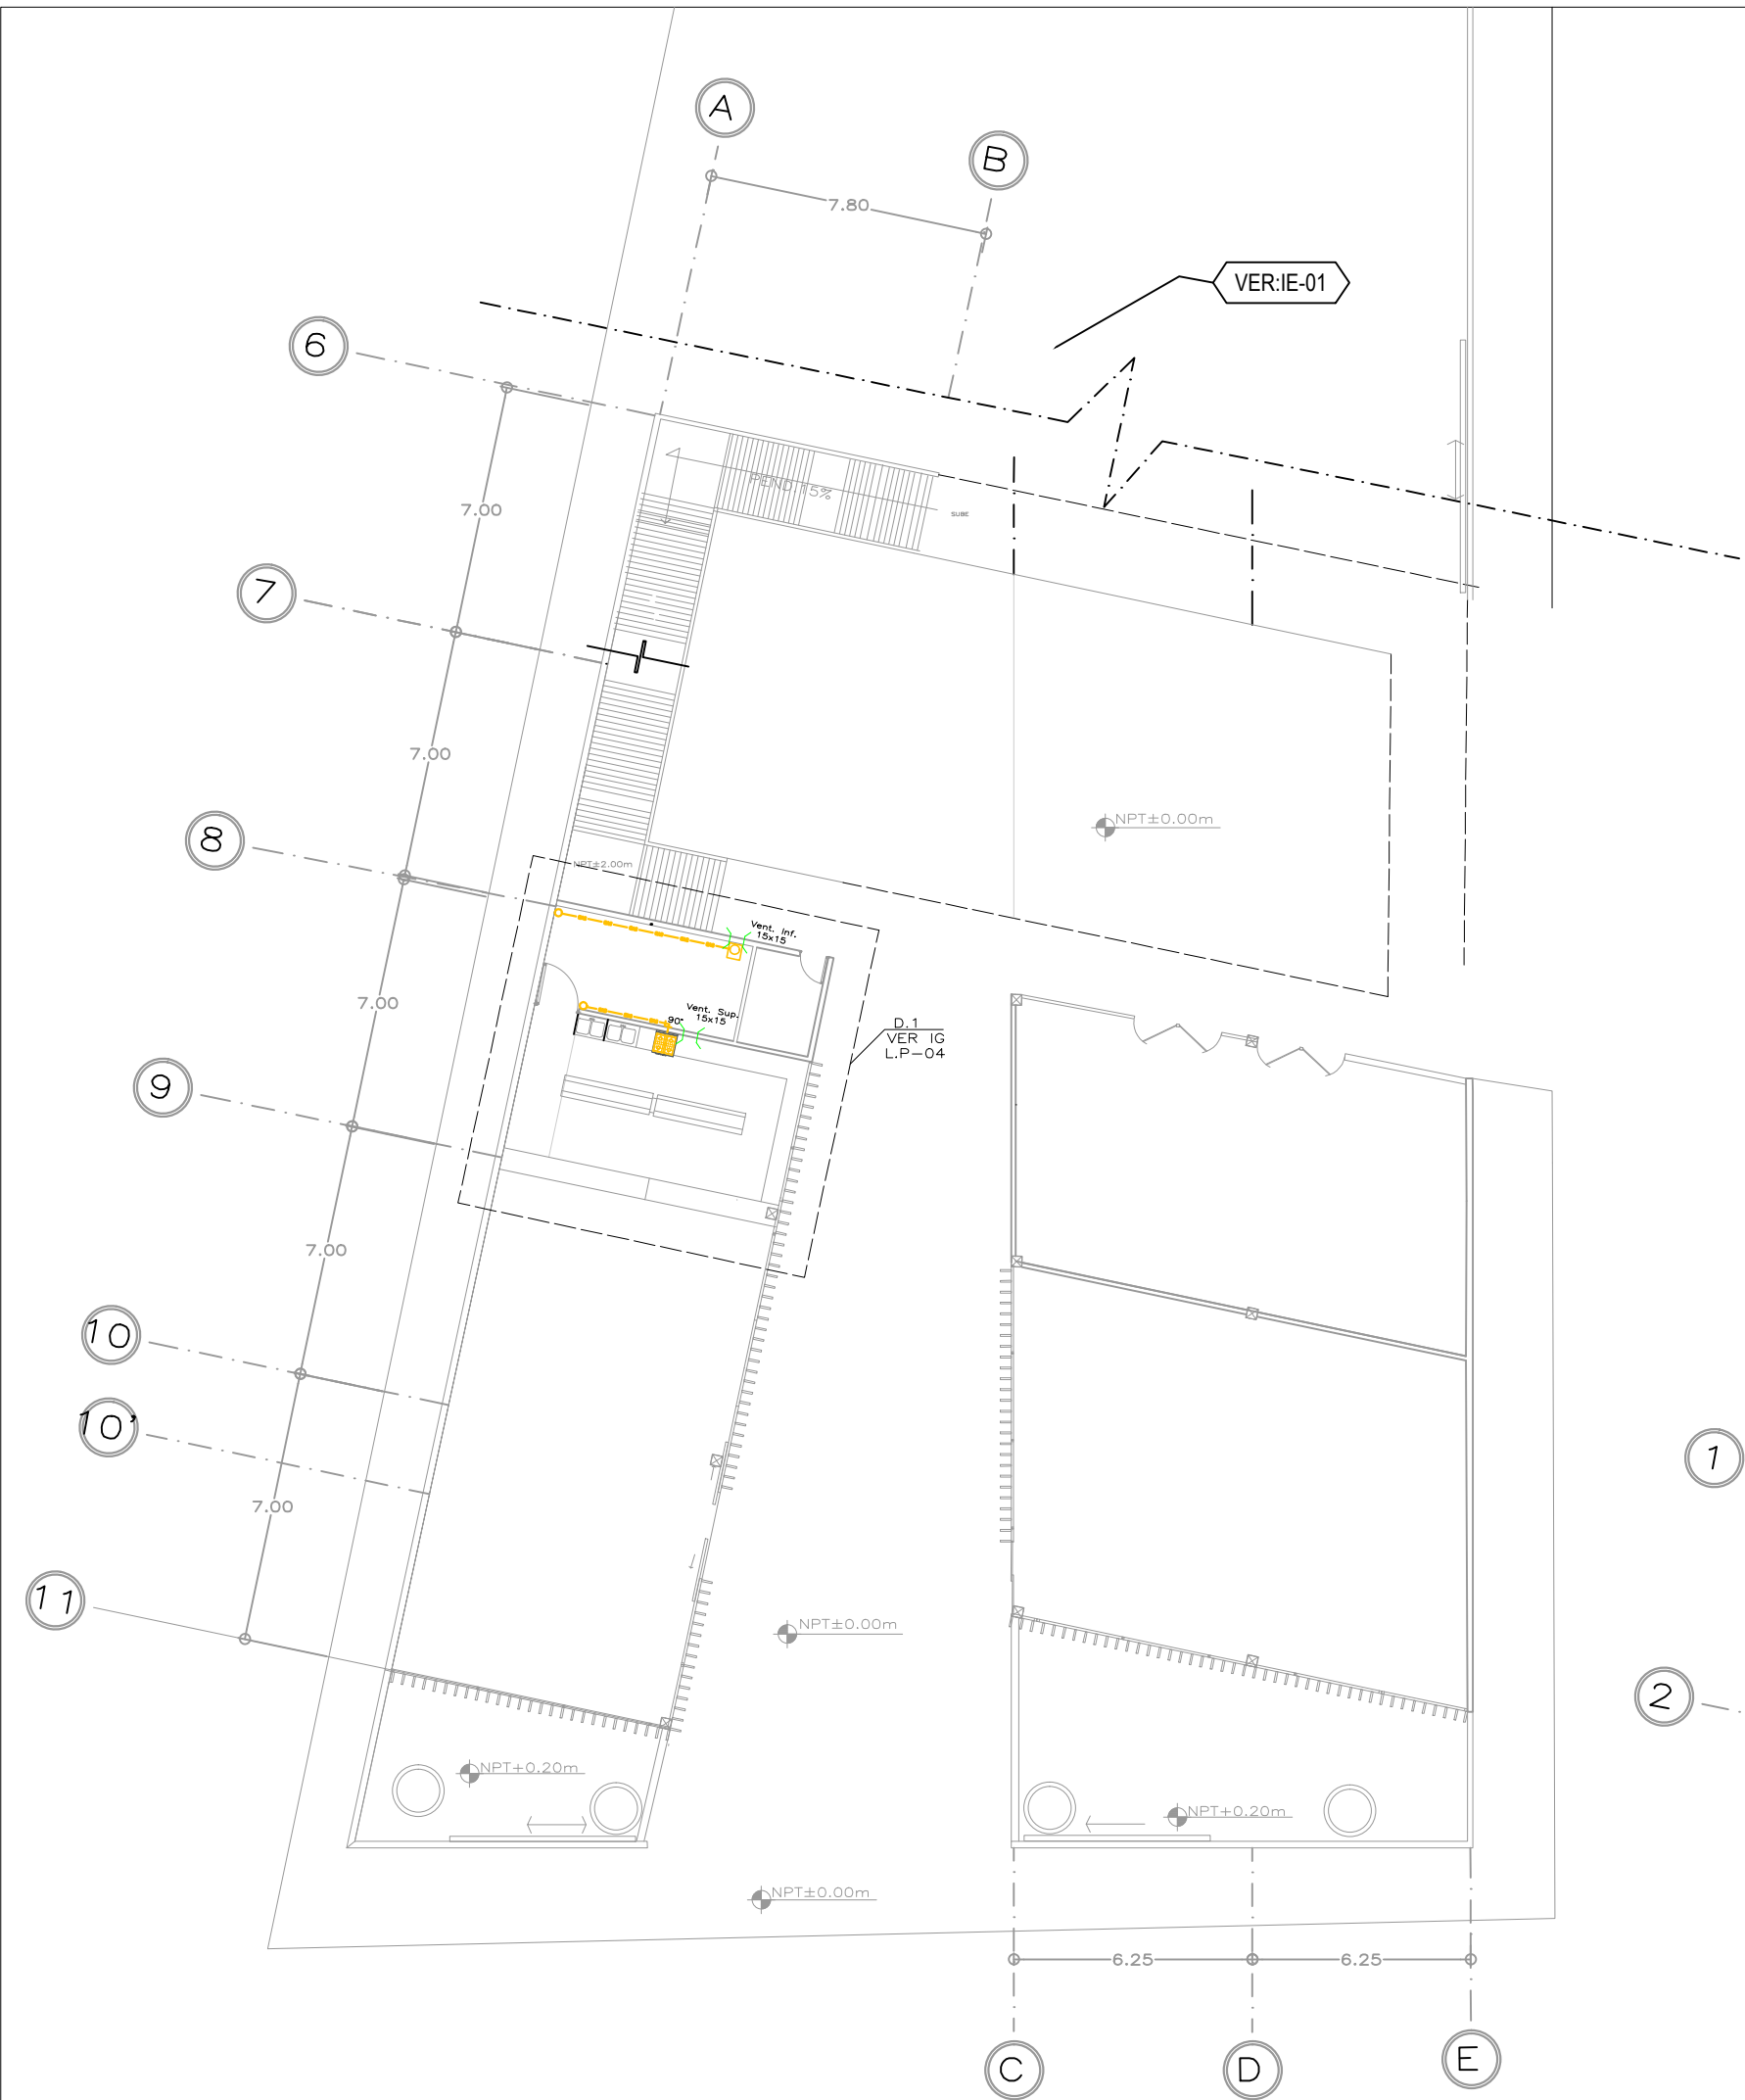 A
B
7.80
VER:IE-01
6
PEND.15%
SUBE
7.00
7
7.00
NPT±0.00m
8
NPT±2.00m
Vent. Inf.
15x15
7.00
Vent. Sup.
15x15
90°
D.1
VER IG
L.P-04
9
7.00
10
10'
1
7.00
11
NPT±0.00m
2
NPT+0.20m
NPT+0.20m
NPT±0.00m
6.25
6.25
C
D
E